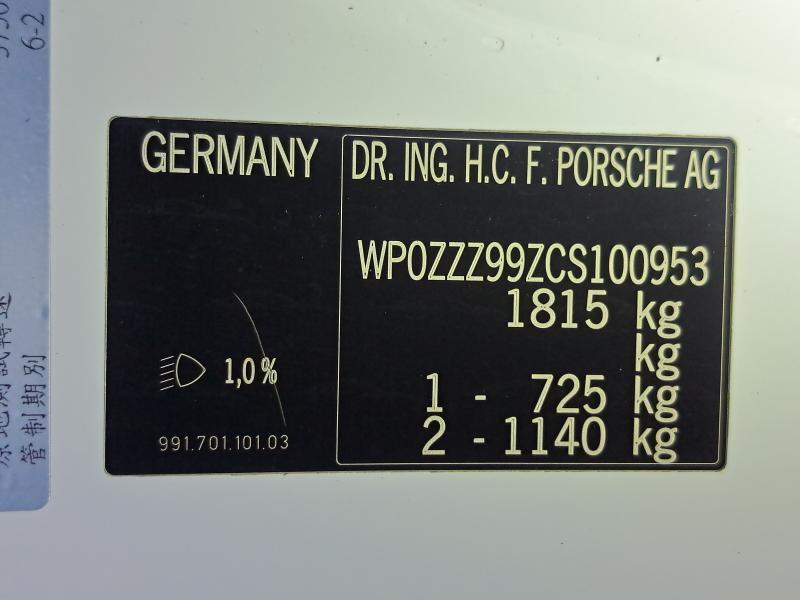 GERMANY
DR. ING. H.C. F. PORSCHE AG
WP0ZZZ99ZCS100953
1815 kg
kg
1 - 725 kg
2 - 1140 kg
1,0 %
991.701.101.03
6-2
管制期別